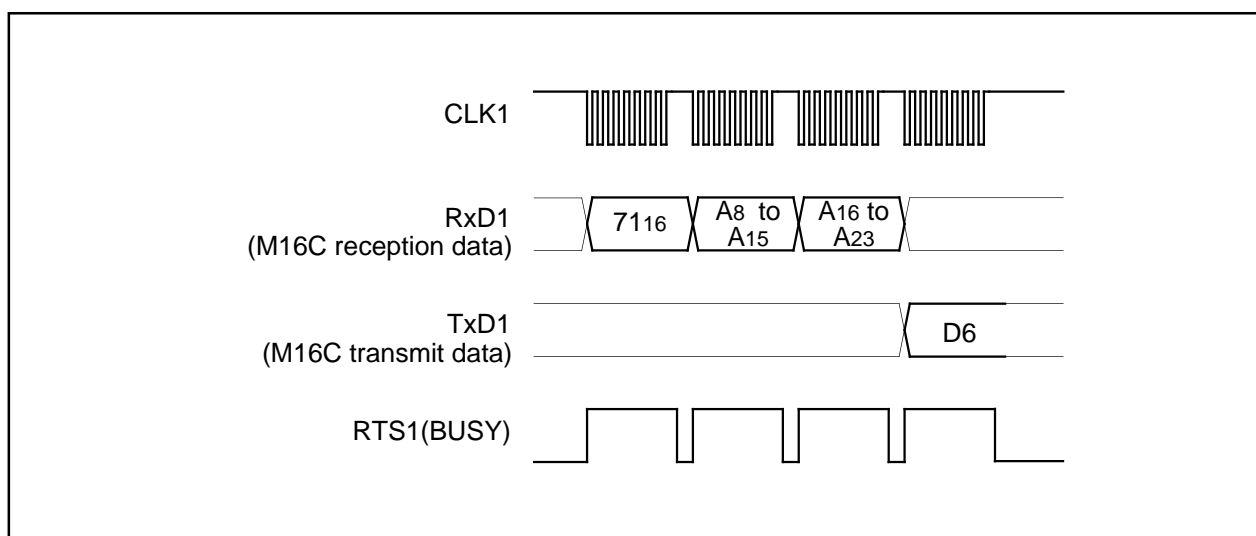 CLK1
RxD1
(M16C reception data)
7116
A8 to
A15
A16 to
A23
TxD1
(M16C transmit data)
D6
RTS1(BUSY)